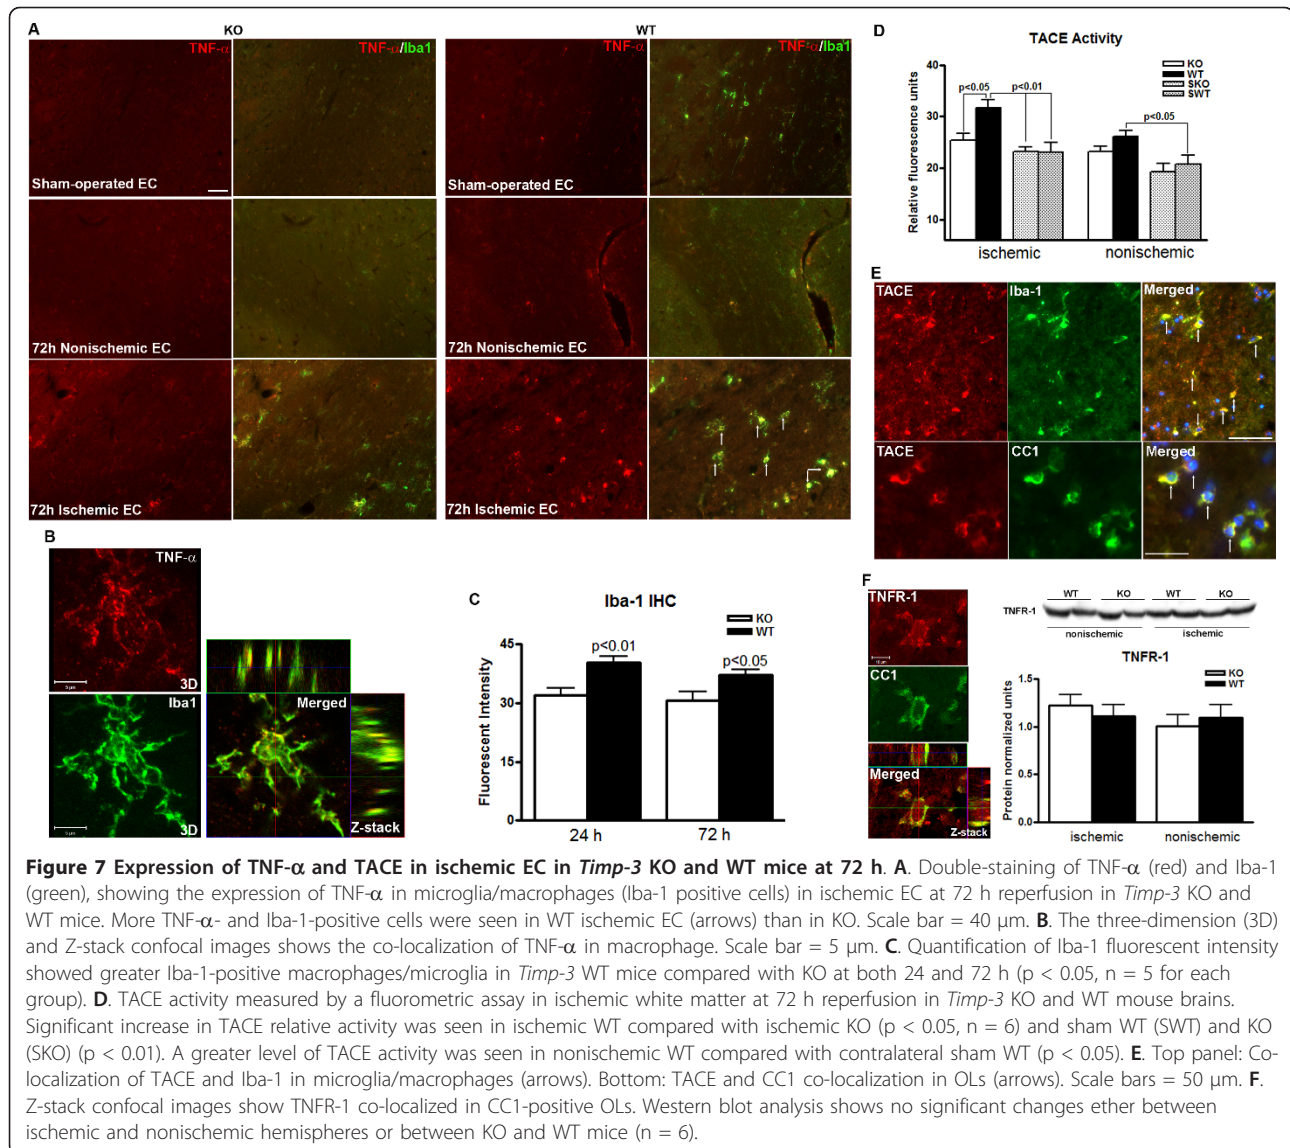 A
KO
WT
TNF-α
TNF-α/Iba1
TNF-α
TNF-α/Iba1
Sham-operated EC
Sham-operated EC
72h Nonischemic EC
72h Nonischemic EC
72h Ischemic EC
72h Ischemic EC
B
TNF-α
5 μm
3D
Iba1
Merged
5 μm
3D
Z-stack
C
Iba-1 IHC
KO
WT
Fluorescent Intensity
45
30
15
0
p<0.01
p<0.05
24 h
72 h
D
TACE Activity
KO
WT
SKO
SWT
Relative fluorescence units
40
30
20
10
p<0.05
p<0.01
p<0.05
ischemic
nonischemic
E
TACE
Iba-1
Merged
TACE
CC1
Merged
F
TNFR-1
10 μm
CC1
Merged
Z-stack
WT KO WT KO
TNFR-1
nonischemic ischemic
TNFR-1
KO
WT
Protein normalized units
1.5
1.0
0.5
0.0
ischemic
nonischemic
Figure 7 Expression of TNF-α and TACE in ischemic EC in Timp-3 KO and WT mice at 72 h. A. Double-staining of TNF-α (red) and Iba-1
(green), showing the expression of TNF-α in microglia/macrophages (Iba-1 positive cells) in ischemic EC at 72 h reperfusion in Timp-3 KO and
WT mice. More TNF-α- and Iba-1-positive cells were seen in WT ischemic EC (arrows) than in KO. Scale bar = 40 μm. B. The three-dimension (3D)
and Z-stack confocal images shows the co-localization of TNF-α in macrophage. Scale bar = 5 μm. C. Quantification of Iba-1 fluorescent intensity
showed greater Iba-1-positive macrophages/microglia in Timp-3 WT mice compared with KO at both 24 and 72 h (p < 0.05, n = 5 for each
group). D. TACE activity measured by a fluorometric assay in ischemic white matter at 72 h reperfusion in Timp-3 KO and WT mouse brains.
Significant increase in TACE relative activity was seen in ischemic WT compared with ischemic KO (p < 0.05, n = 6) and sham WT (SWT) and KO
(SKO) (p < 0.01). A greater level of TACE activity was seen in nonischemic WT compared with contralateral sham WT (p < 0.05). E. Top panel: Co-
localization of TACE and Iba-1 in microglia/macrophages (arrows). Bottom: TACE and CC1 co-localization in OLs (arrows). Scale bars = 50 μm. F.
Z-stack confocal images show TNFR-1 co-localized in CC1-positive OLs. Western blot analysis shows no significant changes ether between
ischemic and nonischemic hemispheres or between KO and WT mice (n = 6).